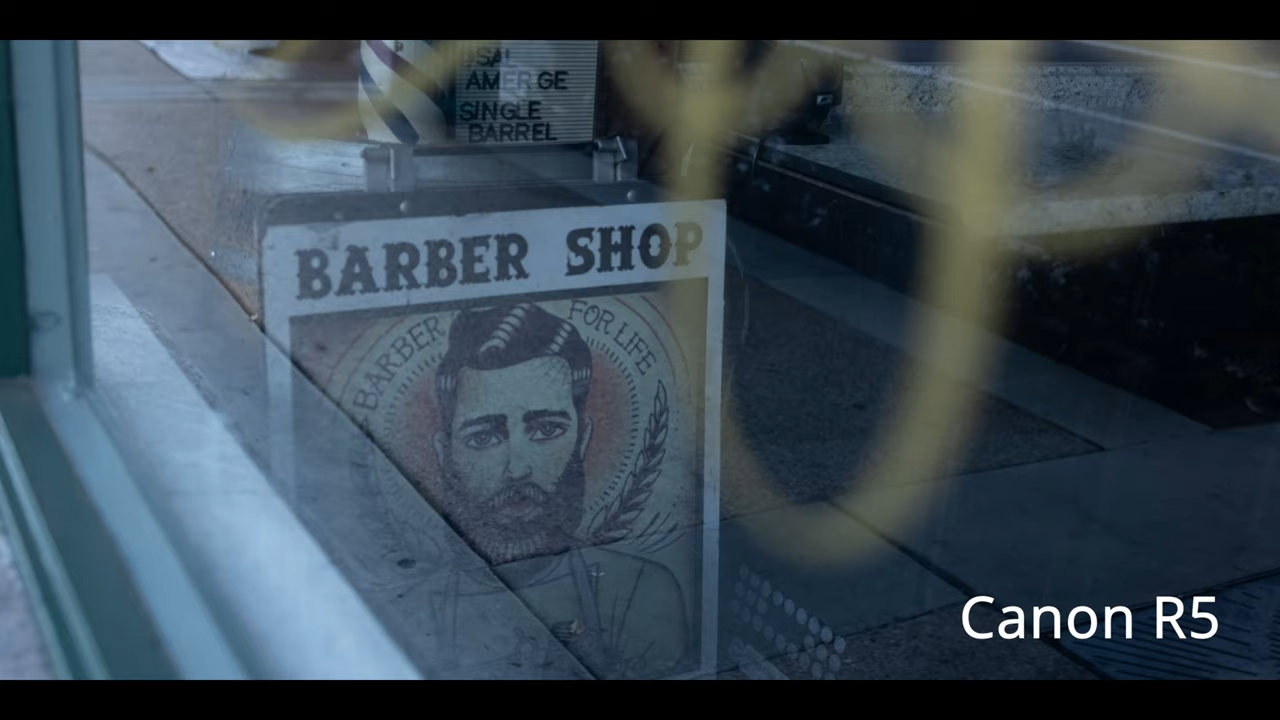 AMER GE
SINGLE
BARREL
BARBER SHOP
BARBER FOR LIFE
Canon R5